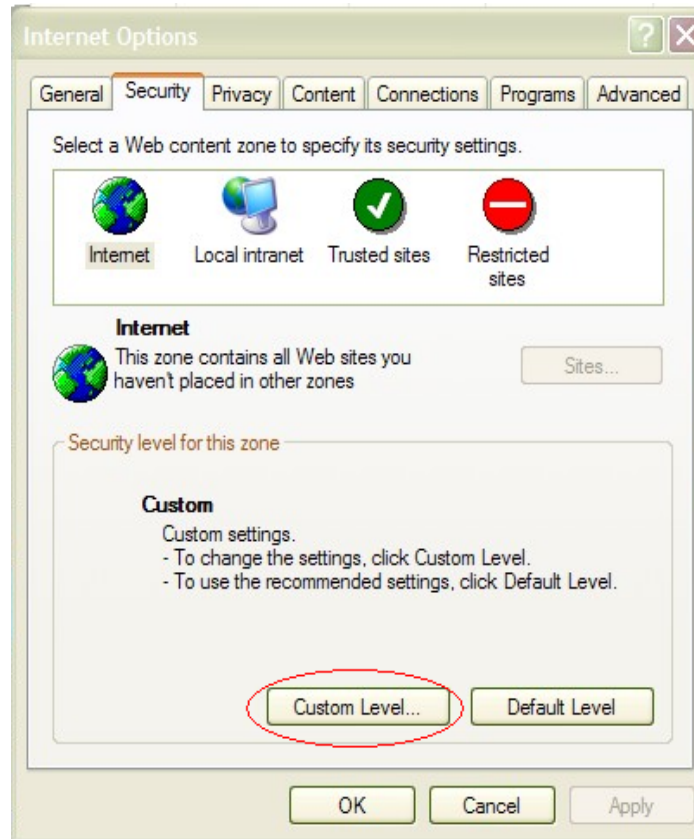 Internet Options
General Security Privacy Content Connections Programs Advanced
Select a Web content zone to specify its security settings.
Internet Local intranet Trusted sites Restricted
sites
Internet
This zone contains all Web sites you
haven't placed in other zones
Sites...
Security level for this zone
Custom
Custom settings.
- To change the settings, click Custom Level.
- To use the recommended settings, click Default Level.
Custom Level... Default Level
OK Cancel Apply